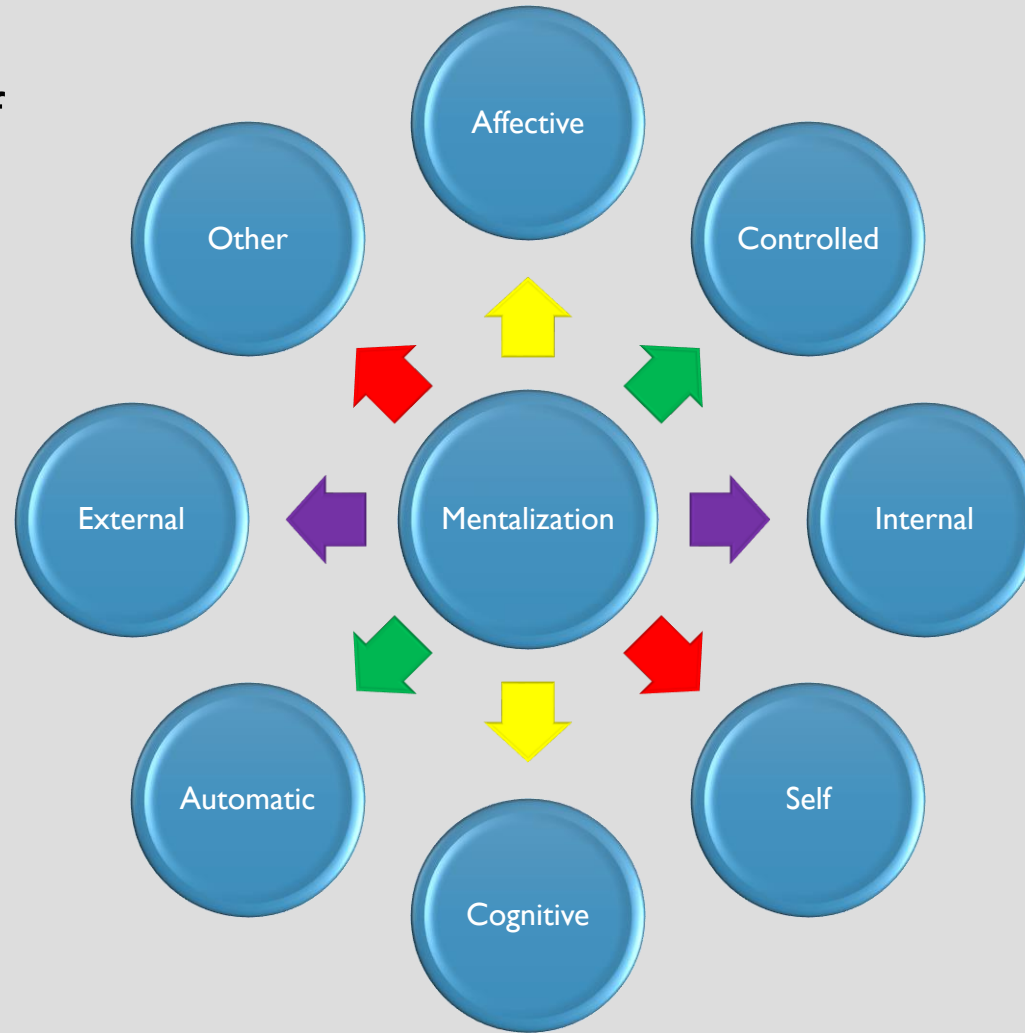 Affective
Other
Controlled
External
Mentalization
Internal
Automatic
Self
Cognitive